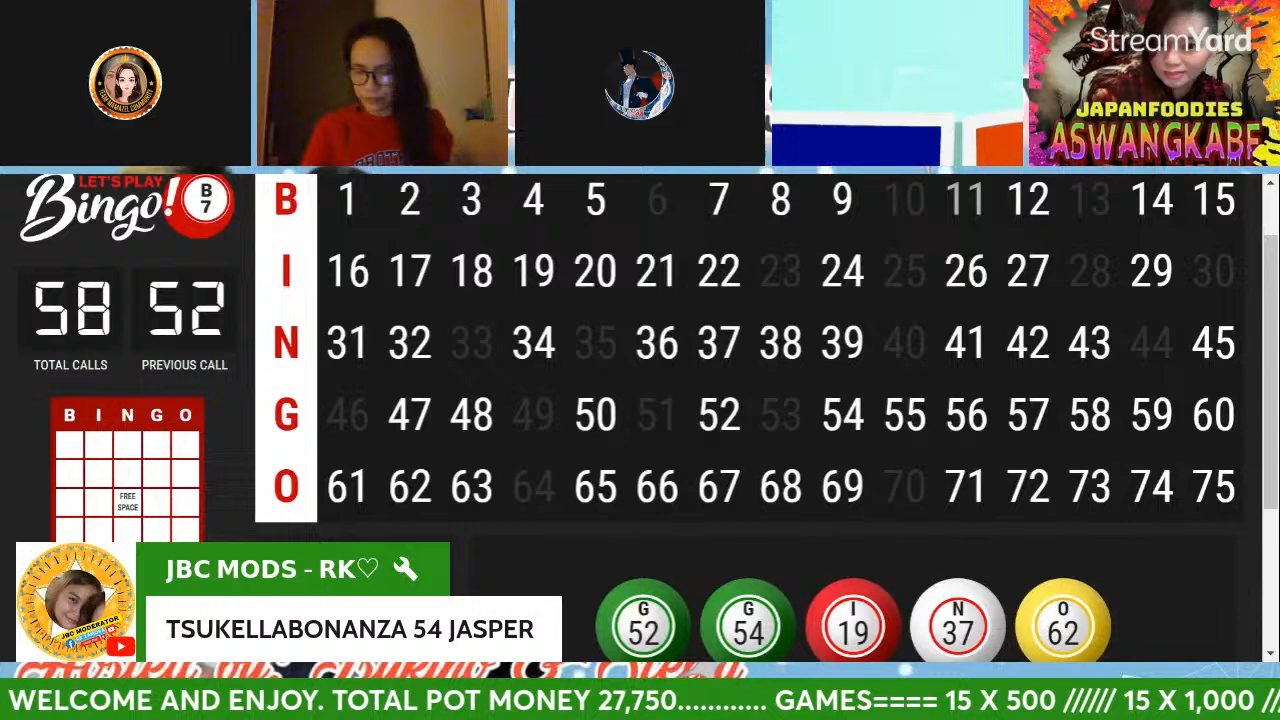 StreamYard
JAPANFOODIES
ASWANGKABE
LET'S PLAY
Bingo!
B
7
B 1 2 3 4 5 6 7 8 9 10 11 12 13 14 15
I 16 17 18 19 20 21 22 23 24 25 26 27 28 29 30
N 31 32 33 34 35 36 37 38 39 40 41 42 43 44 45
G 46 47 48 49 50 51 52 53 54 55 56 57 58 59 60
O 61 62 63 64 65 66 67 68 69 70 71 72 73 74 75
58 52
TOTAL CALLS PREVIOUS CALL
B I N G O
FREE
SPACE
JBC MODERATOR
JBC MODS - RK♡
TSUKELLABONANZA 54 JASPER
G
52
G
54
I
19
N
37
O
62
WELCOME AND ENJOY. TOTAL POT MONEY 27,750............ GAMES==== 15 X 500 ////// 15 X 1,000 //